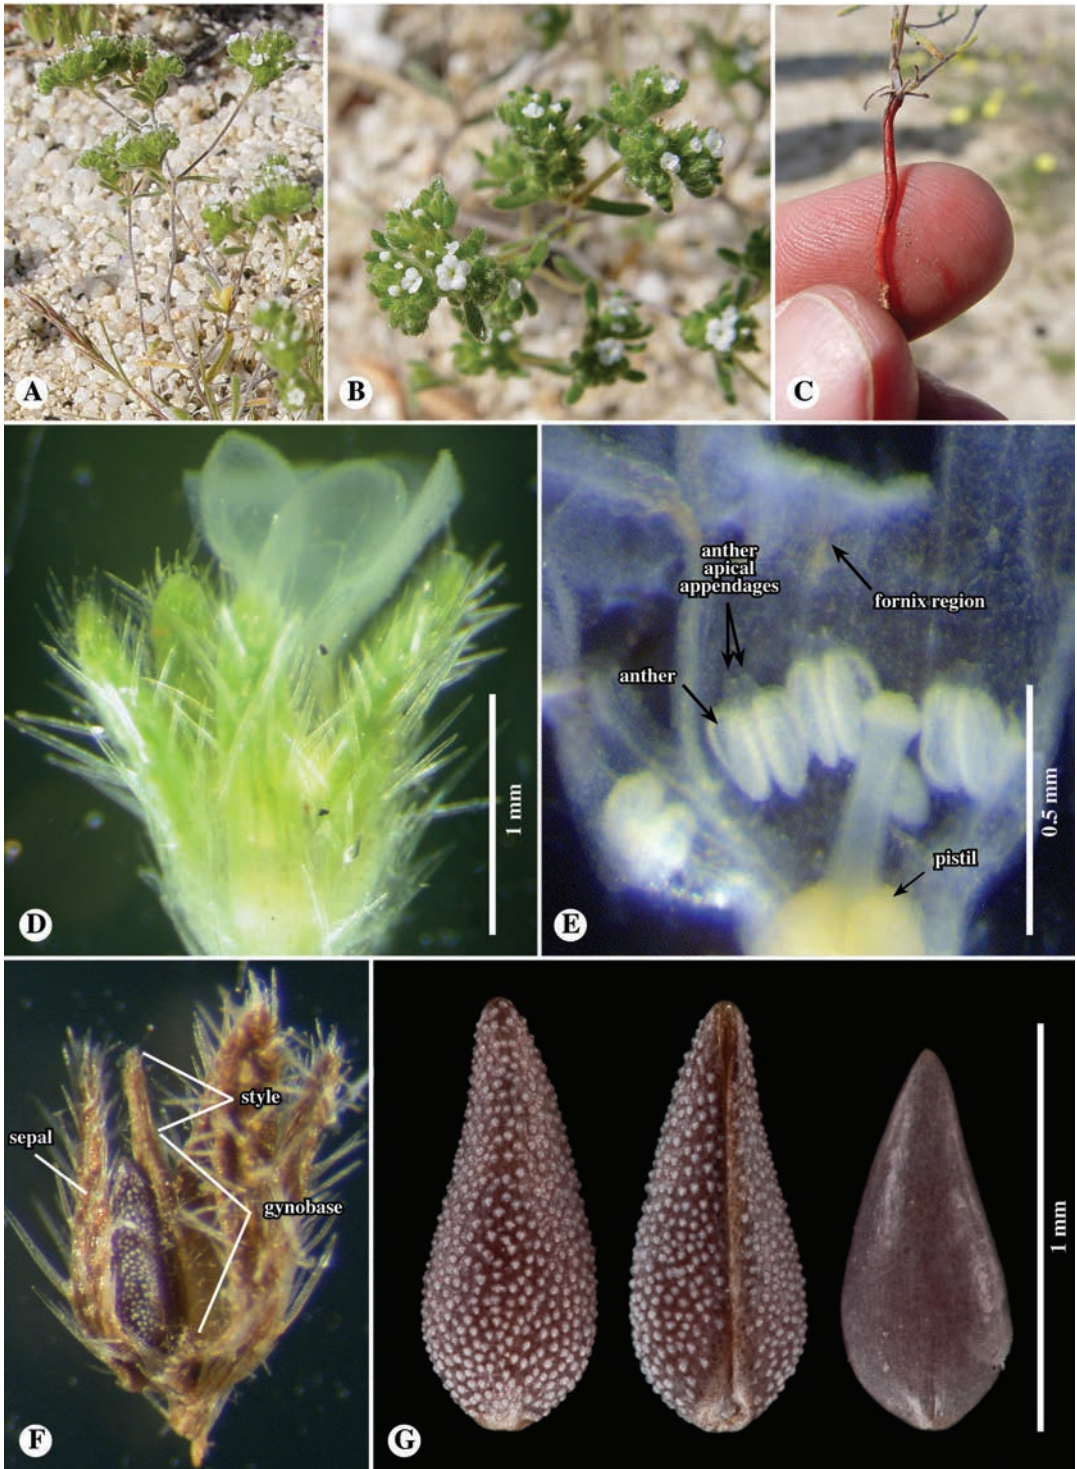 A
B
C
D
1 mm
anther
apical
appendages
fornix region
anther
pistil
0.5 mm
E
style
sepal
gynobase
F
G
1 mm